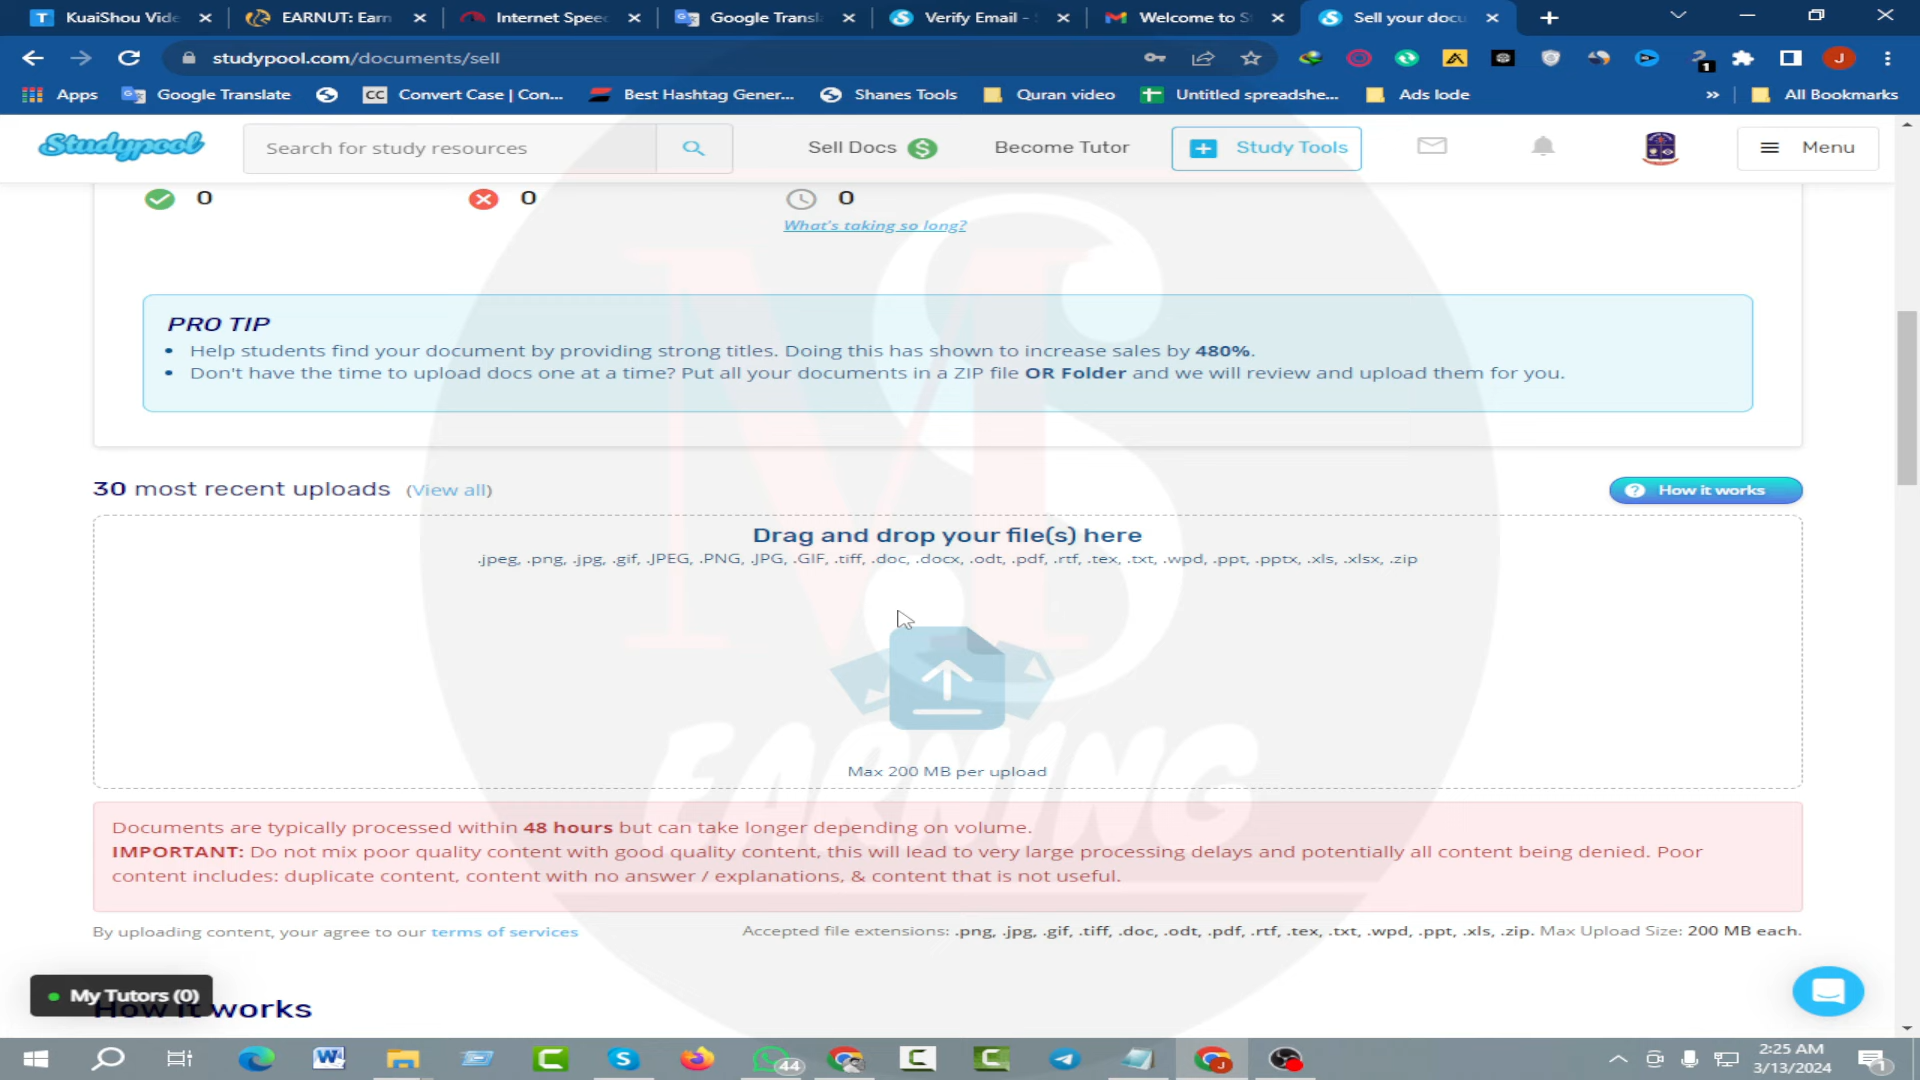 KuaiShou Vide
EARNUT: Earn
Internet Spee
Google Transl
Verify Email -
Welcome to S
Sell your docu
studypool.com/documents/sell
1
J
Apps
Google Translate
CC
Convert Case | Con...
Best Hashtag Gener...
Shanes Tools
Quran video
Untitled spreadshe...
Ads lode
»
All Bookmarks
Studypool
Search for study resources
Sell Docs $
Become Tutor
Study Tools
Menu
0
0
0
What's taking so long?
PRO TIP
• Help students find your document by providing strong titles. Doing this has shown to increase sales by 480%.
• Don't have the time to upload docs one at a time? Put all your documents in a ZIP file OR Folder and we will review and upload them for you.
30 most recent uploads (View all)
How it works
Drag and drop your file(s) here
.jpeg, .png, .jpg, .gif, .JPEG, .PNG, .JPG, .GIF, .tiff, .doc, .docx, .odt, .pdf, .rtf, .tex, .txt, .wpd, .ppt, .pptx, .xls, .xlsx, .zip
MS
EARNING
Max 200 MB per upload
Documents are typically processed within 48 hours but can take longer depending on volume.
IMPORTANT: Do not mix poor quality content with good quality content, this will lead to very large processing delays and potentially all content being denied. Poor
content includes: duplicate content, content with no answer / explanations, & content that is not useful.
By uploading content, your agree to our terms of services
Accepted file extensions: .png, .jpg, .gif, .tiff, .doc, .odt, .pdf, .rtf, .tex, .txt, .wpd, .ppt, .xls, .zip. Max Upload Size: 200 MB each.
My Tutors (0)
How it works
44
2:25 AM
3/13/2024
1